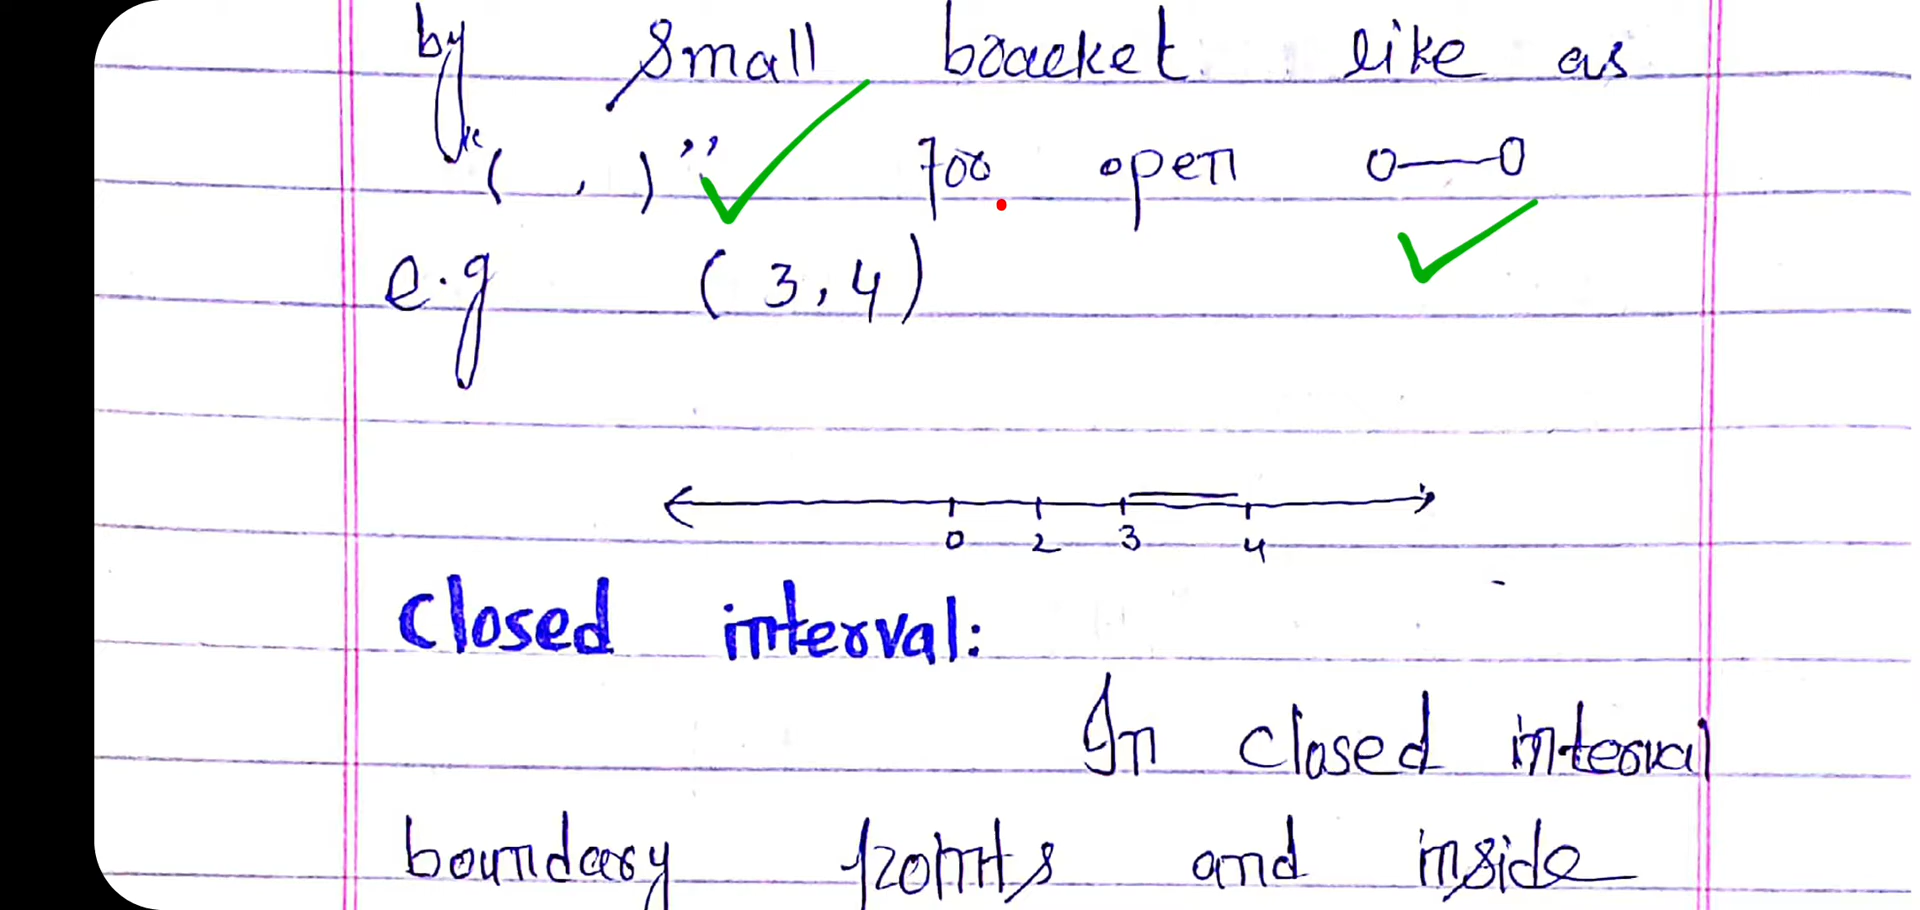 by small bracket like as
"( , )" for open o—o
e.g (3,4)
0 2 3 4
Closed interval:
In closed interval
boundary points and inside